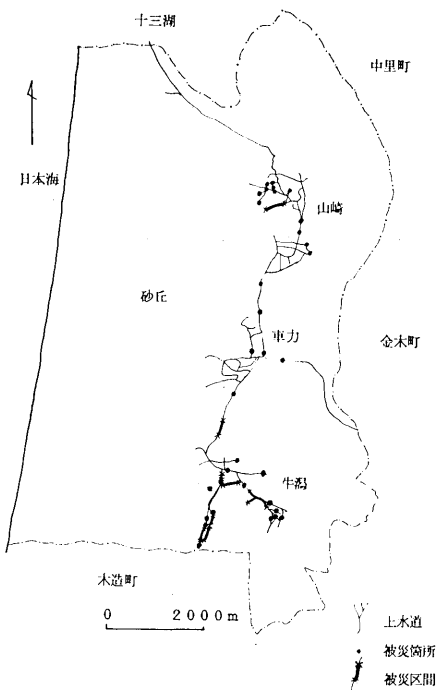 十三湖
中里町
日本海
山崎
砂丘
車力
金木町
牛潟
木造町
0 2000m
上水道
被災箇所
被災区間